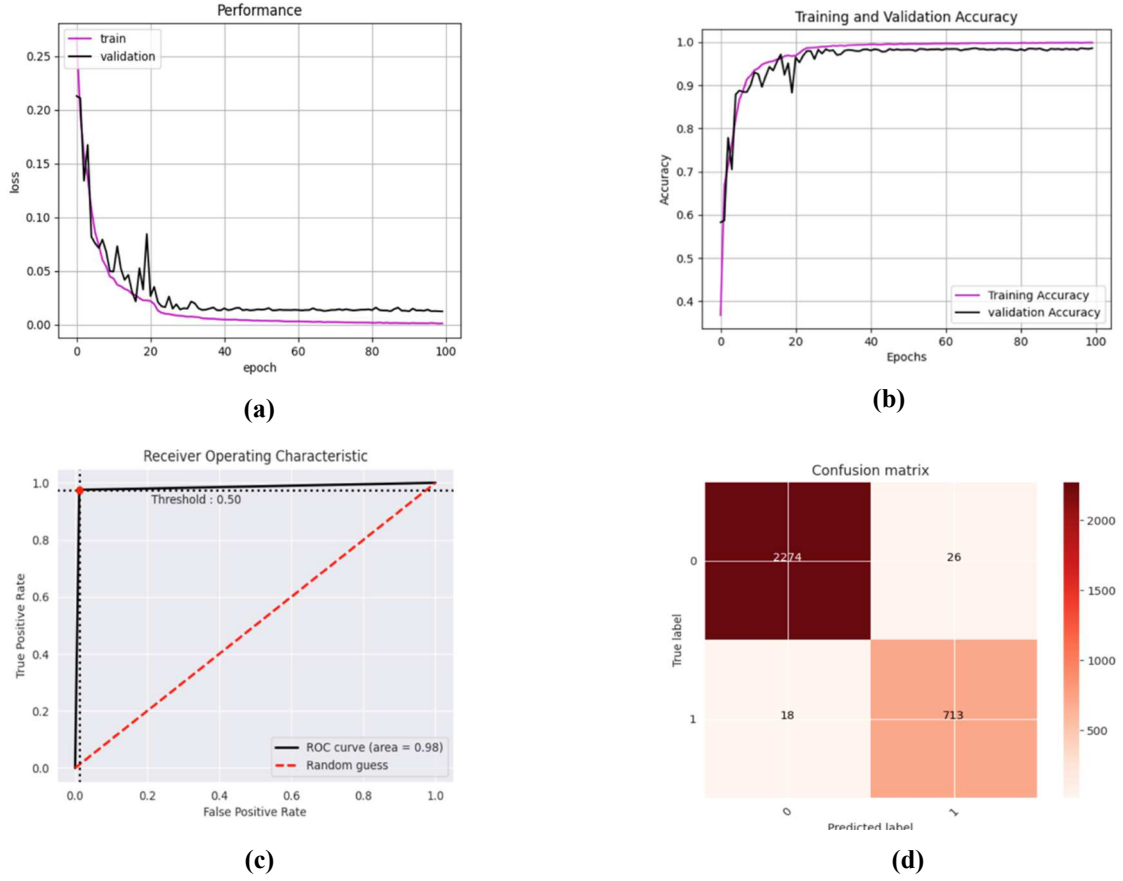 Performance
train
validation
0.25
0.20
0.15
0.10
0.05
0.00
loss
0 20 40 60 80 100
epoch
(a)
Training and Validation Accuracy
1.0
0.9
0.8
0.7
0.6
0.5
0.4
Accuracy
Training Accuracy
validation Accuracy
0 20 40 60 80 100
Epochs
(b)
Receiver Operating Characteristic
1.0
0.8
0.6
0.4
0.2
0.0
True Positive Rate
Threshold : 0.50
ROC curve (area = 0.98)
Random guess
0.0 0.2 0.4 0.6 0.8 1.0
False Positive Rate
(c)
Confusion matrix
0
1
True label
2274 26
18 713
0 1
Predicted label
2000
1500
1000
500
(d)